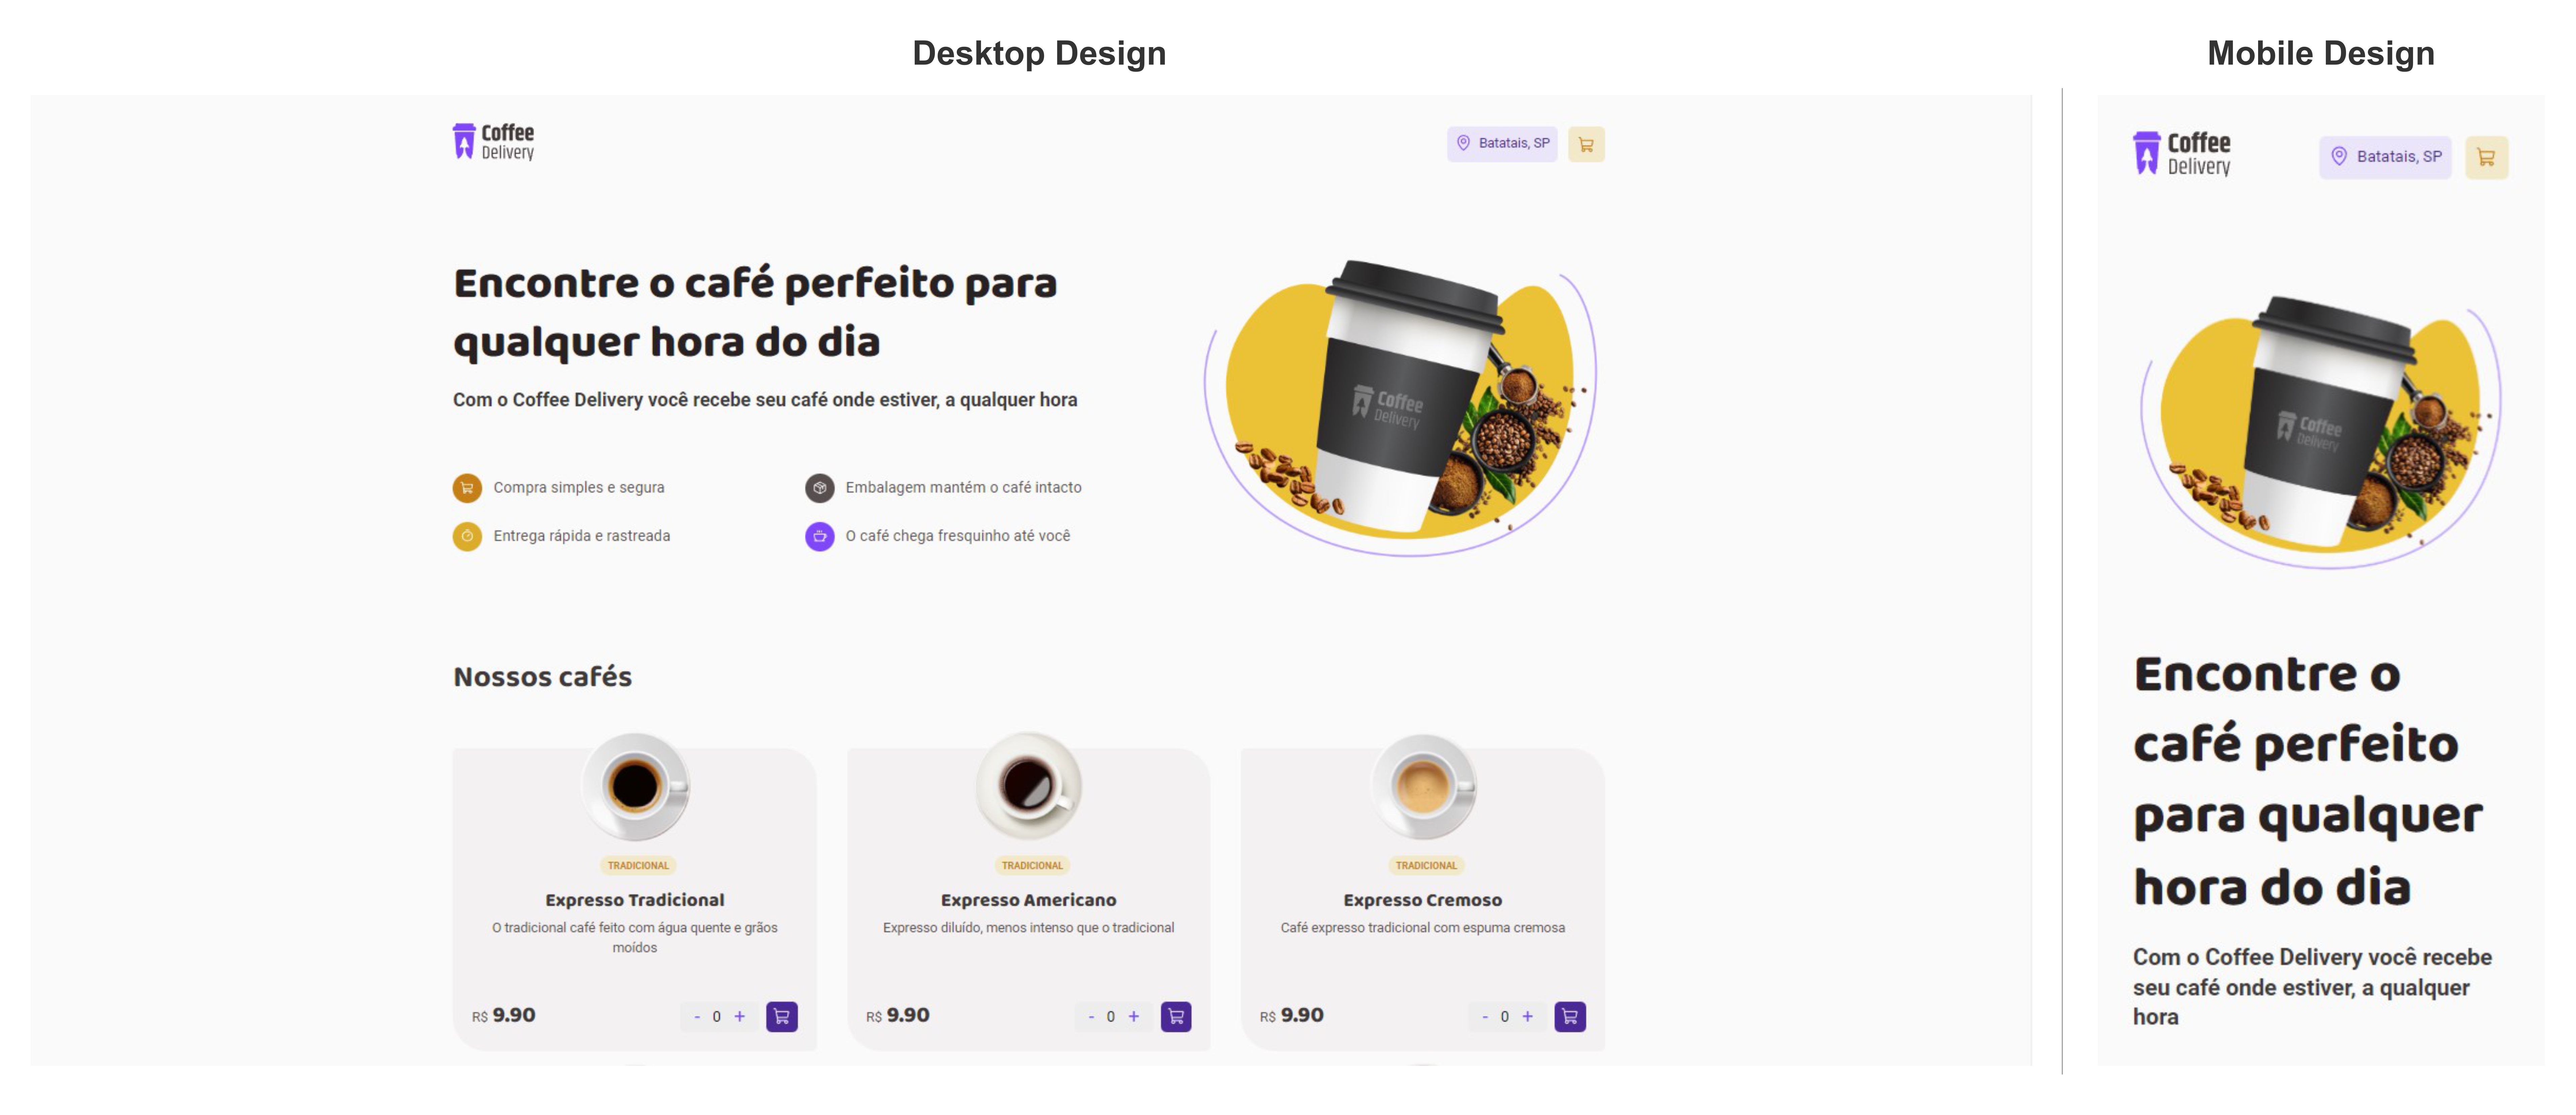 Desktop Design
Coffee
Delivery
Batatais, SP
Encontre o café perfeito para
qualquer hora do dia
Com o Coffee Delivery você recebe seu café onde estiver, a qualquer hora
Compra simples e segura
Embalagem mantém o café intacto
Entrega rápida e rastreada
O café chega fresquinho até você
Coffee
Delivery
Nossos cafés
TRADICIONAL
Expresso Tradicional
O tradicional café feito com água quente e grãos
moídos
R$ 9.90
- 0 +
TRADICIONAL
Expresso Americano
Expresso diluído, menos intenso que o tradicional
R$ 9.90
- 0 +
TRADICIONAL
Expresso Cremoso
Café expresso tradicional com espuma cremosa
R$ 9.90
- 0 +
Mobile Design
Coffee
Delivery
Batatais, SP
Coffee
Delivery
Encontre o
café perfeito
para qualquer
hora do dia
Com o Coffee Delivery você recebe
seu café onde estiver, a qualquer
hora